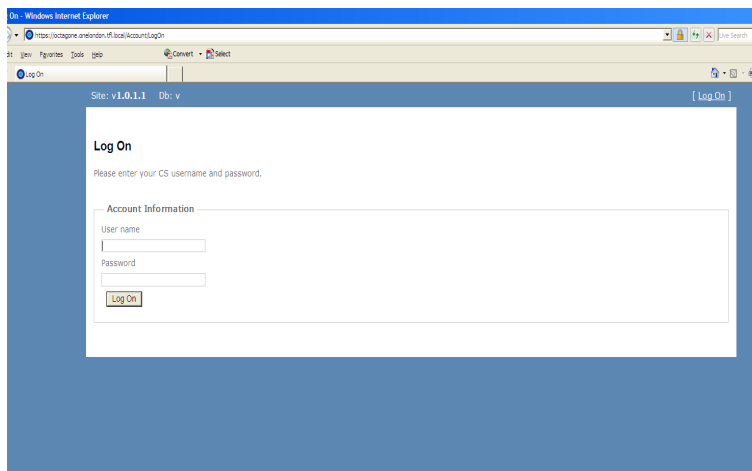 On - Windows Internet Explorer
https://octagone.onelondon.tfl.local/Account/LogOn
Live Search
dit View Favorites Tools Help Convert Select
Log On
Site: v1.0.1.1 Db: v [ Log On ]
Log On
Please enter your CS username and password.
Account Information
User name
Password
Log On